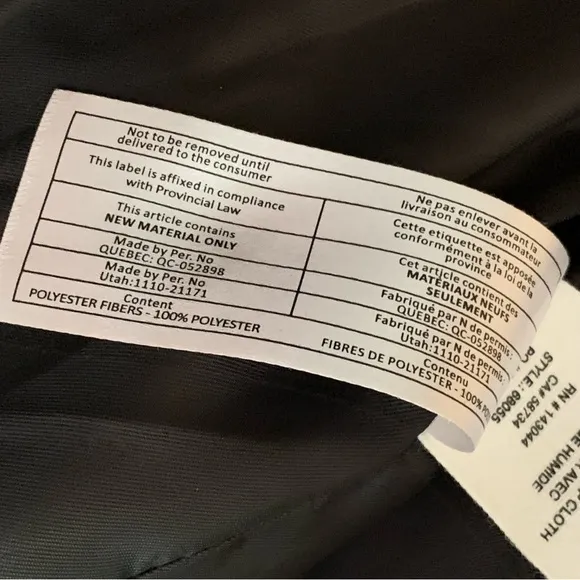 Not to be removed until
delivered to the consumer
This label is affixed in compliance
with Provincial Law
This article contains
NEW MATERIAL ONLY
Made by Per. No
QUEBEC: QC-052898
Made by Per. No
Utah:1110-21171
Content
POLYESTER FIBERS - 100% POLYESTER
Ne pas enlever avant la
livraison au consommateur
Cette etiquette est apposée
conformément à la loi de la
province
Cet article contient des
MATÉRIAUX NEUFS
SEULEMENT
Fabriqué par N de permis:
QUEBEC: QC-052898
Fabriqué par N de permis:
Utah:1110-21171
Contenu
FIBRES DE POLYESTER - 100%
STYLE.: 68055
CA# 58734
RN # 143044
AVEC
HUMIDE
CLOTH